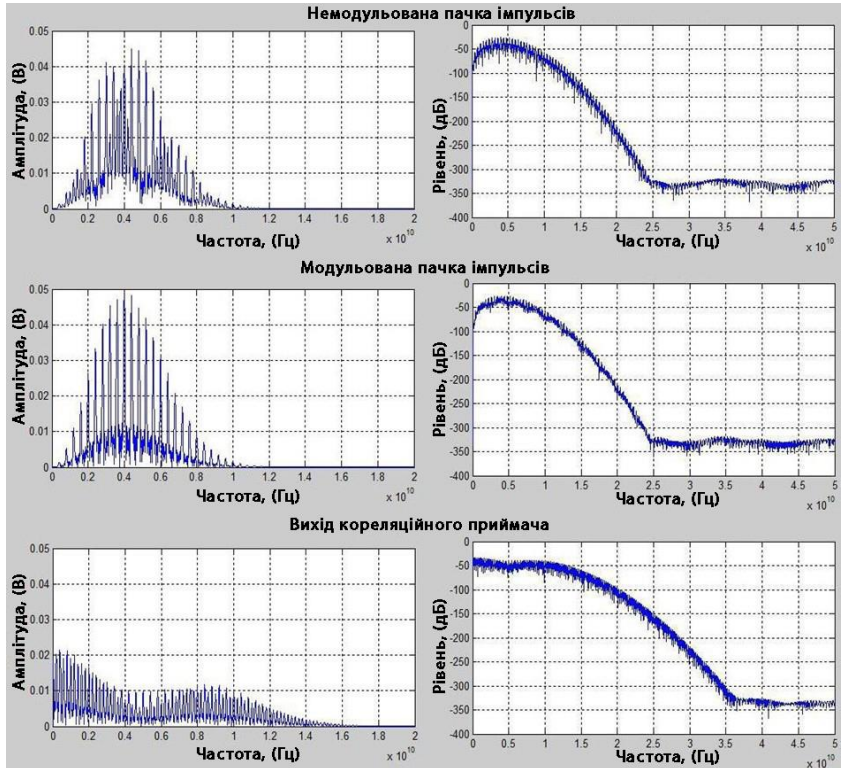 Немодульована пачка імпульсів
Амплітуда, (В)
0.05
0.04
0.03
0.02
0.01
0
0 0.2 0.4 0.6 0.8 1 1.2 1.4 1.6 1.8 2
Частота, (Гц)
x 10^10
Рівень, (дБ)
0
-50
-100
-150
-200
-250
-300
-350
-400
0 0.5 1 1.5 2 2.5 3 3.5 4 4.5 5
Частота, (Гц)
x 10^10
Модульована пачка імпульсів
Амплітуда, (В)
0.05
0.04
0.03
0.02
0.01
0
0 0.2 0.4 0.6 0.8 1 1.2 1.4 1.6 1.8 2
Частота, (Гц)
x 10^10
Рівень, (дБ)
0
-50
-100
-150
-200
-250
-300
-350
-400
0 0.5 1 1.5 2 2.5 3 3.5 4 4.5 5
Частота, (Гц)
x 10^10
Вихід кореляційного приймача
Амплітуда, (В)
0.05
0.04
0.03
0.02
0.01
0
0 0.2 0.4 0.6 0.8 1 1.2 1.4 1.6 1.8 2
Частота, (Гц)
x 10^10
Рівень, (дБ)
0
-50
-100
-150
-200
-250
-300
-350
-400
0 0.5 1 1.5 2 2.5 3 3.5 4 4.5 5
Частота, (Гц)
x 10^10